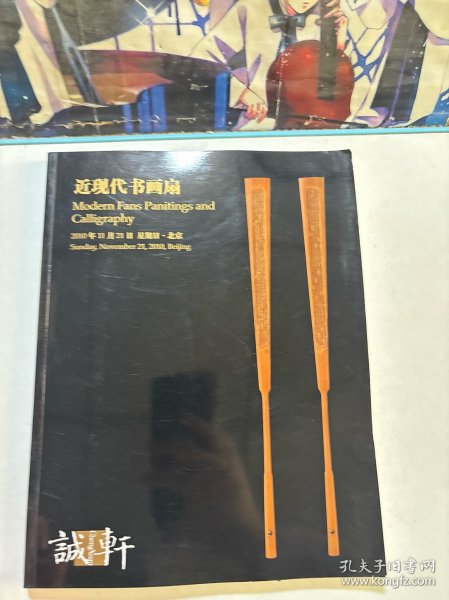 近现代书画扇
Modern Fans Panitings and
Calligraphy
2010年11月21日 星期日·北京
Sunday, November 21, 2010, Beijing
誠軒
孔夫子旧书网
www.kongfz.com